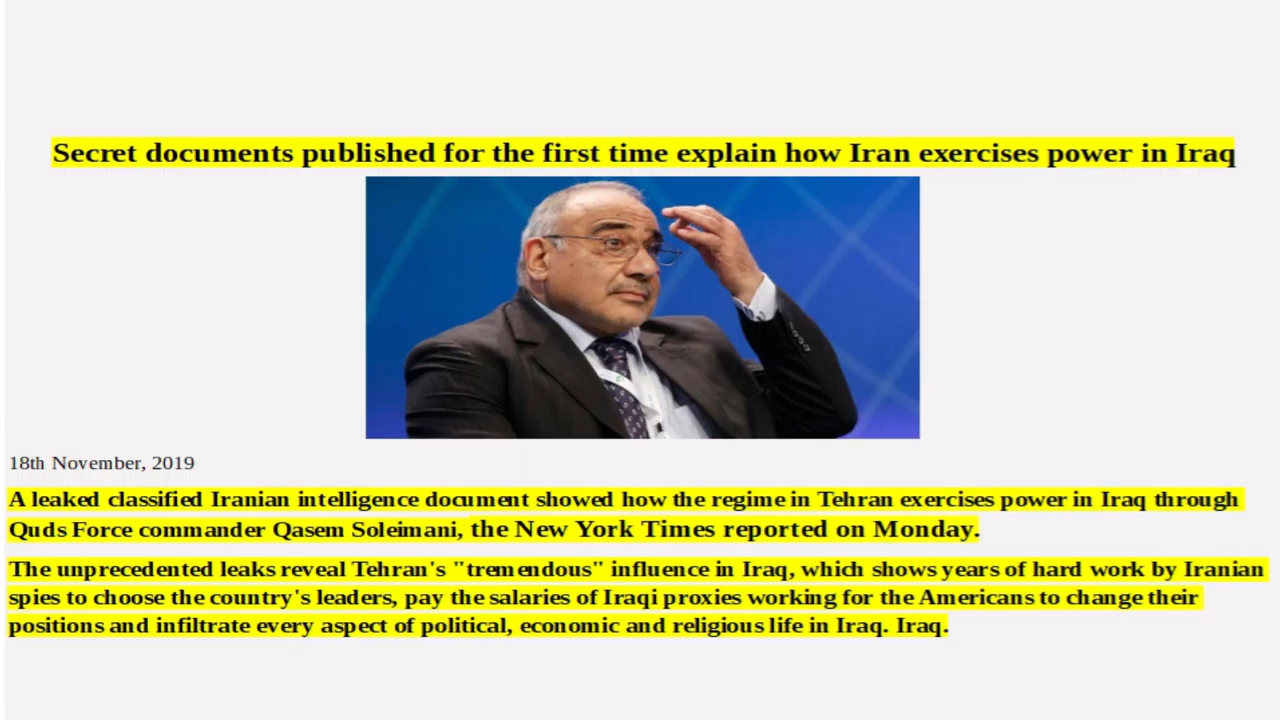 Secret documents published for the first time explain how Iran exercises power in Iraq
18th November, 2019
A leaked classified Iranian intelligence document showed how the regime in Tehran exercises power in Iraq through
Quds Force commander Qasem Soleimani, the New York Times reported on Monday.
The unprecedented leaks reveal Tehran's "tremendous" influence in Iraq, which shows years of hard work by Iranian
spies to choose the country's leaders, pay the salaries of Iraqi proxies working for the Americans to change their
positions and infiltrate every aspect of political, economic and religious life in Iraq. Iraq.